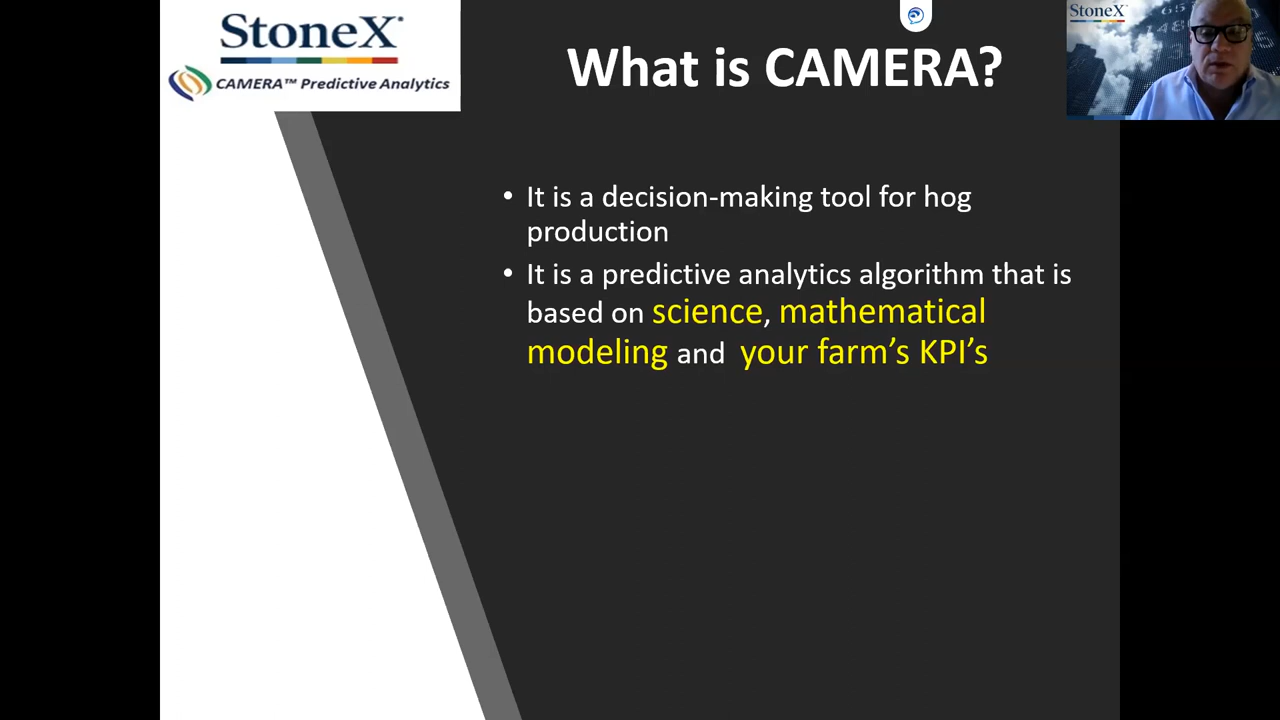 StoneX®
CAMERA™ Predictive Analytics
What is CAMERA?
StoneX®
• It is a decision-making tool for hog
production
• It is a predictive analytics algorithm that is
based on science, mathematical
modeling and your farm’s KPI’s